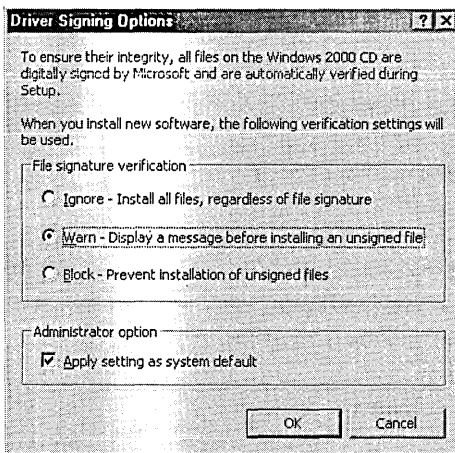 Driver Signing Options
To ensure their integrity, all files on the Windows 2000 CD are
digitally signed by Microsoft and are automatically verified during
Setup.
When you install new software, the following verification settings will
be used.
File signature verification
Ignore - Install all files, regardless of file signature
Warn - Display a message before installing an unsigned file
Block - Prevent installation of unsigned files
Administrator option
Apply setting as system default
OK Cancel